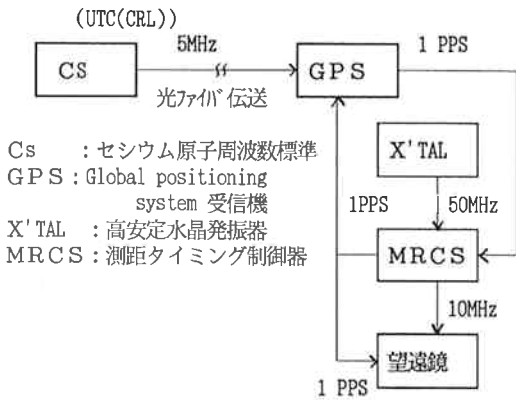 (UTC(CRL))
5MHz
1 PPS
Cs
GPS
光ファイバ伝送
X'TAL
Cs :セシウム原子周波数標準
GPS:Global positioning
system 受信機
X'TAL :高安定水晶発振器
MRCS:測距タイミング制御器
1PPS
50MHz
MRCS
10MHz
望遠鏡
1 PPS